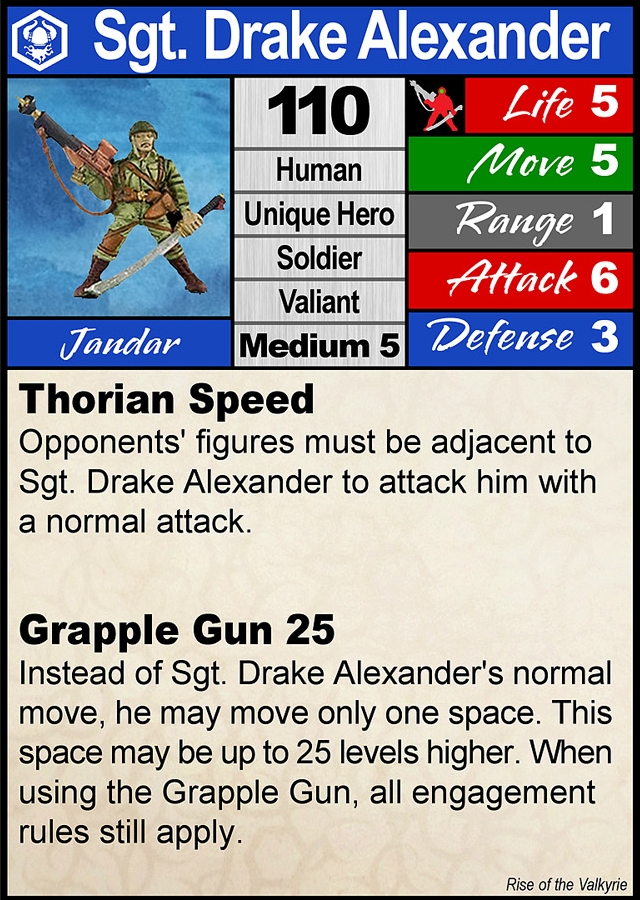 Sgt. Drake Alexander
110
Human
Unique Hero
Soldier
Valiant
Medium 5
Jandar
Life 5
Move 5
Range 1
Attack 6
Defense 3
Thorian Speed
Opponents' figures must be adjacent to
Sgt. Drake Alexander to attack him with
a normal attack.
Grapple Gun 25
Instead of Sgt. Drake Alexander's normal
move, he may move only one space. This
space may be up to 25 levels higher. When
using the Grapple Gun, all engagement
rules still apply.
Rise of the Valkyrie